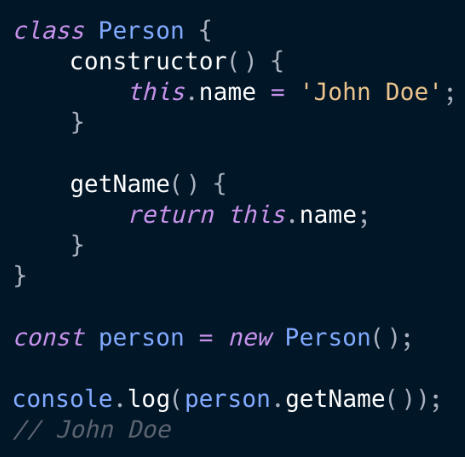 class Person {
    constructor() {
        this.name = 'John Doe';
    }

    getName() {
        return this.name;
    }
}

const person = new Person();

console.log(person.getName());
// John Doe